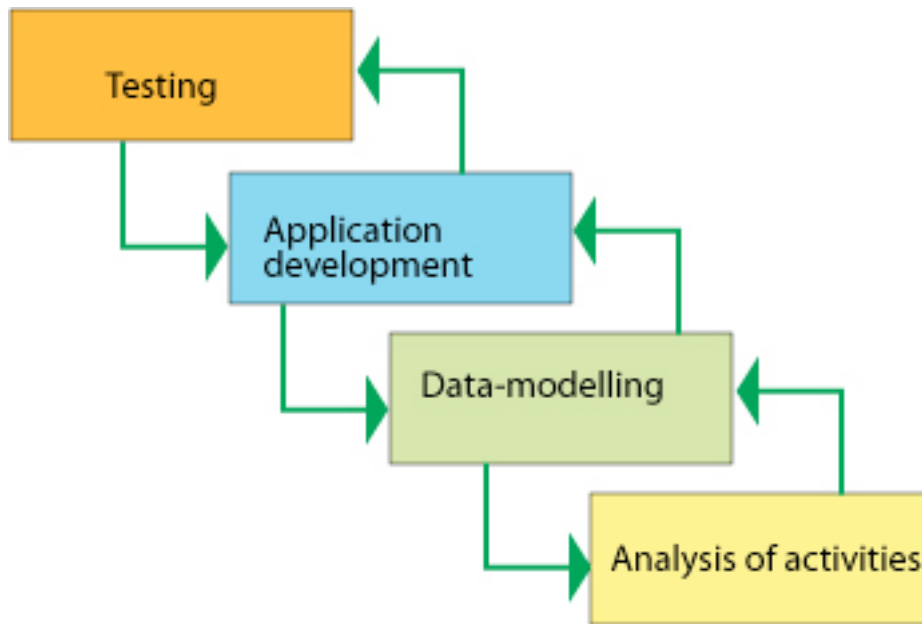 Testing
Application
development
Data-modelling
Analysis of activities